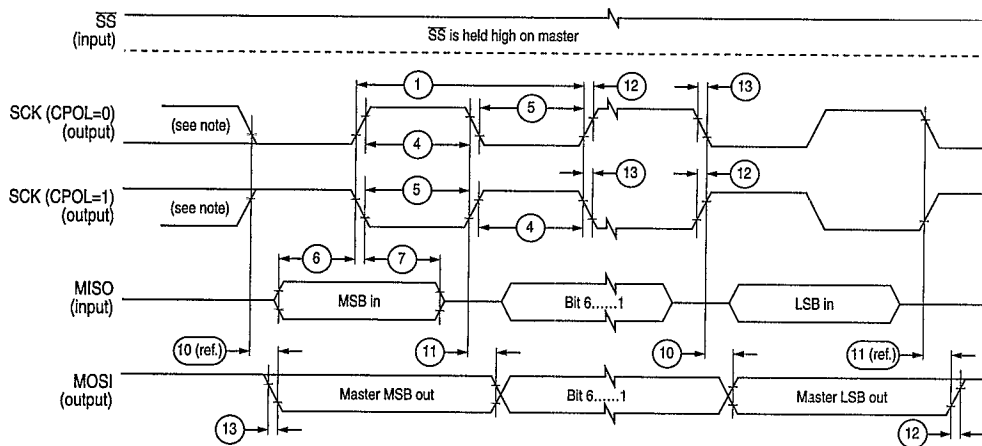 SS
(input)
SS is held high on master
1
12
13
SCK (CPOL=0)
(output)
(see note)
5
4
13
12
SCK (CPOL=1)
(output)
(see note)
5
4
6
7
MISO
(input)
MSB in
Bit 6......1
LSB in
10 (ref.)
11
10
11 (ref.)
MOSI
(output)
Master MSB out
Bit 6......1
Master LSB out
13
12